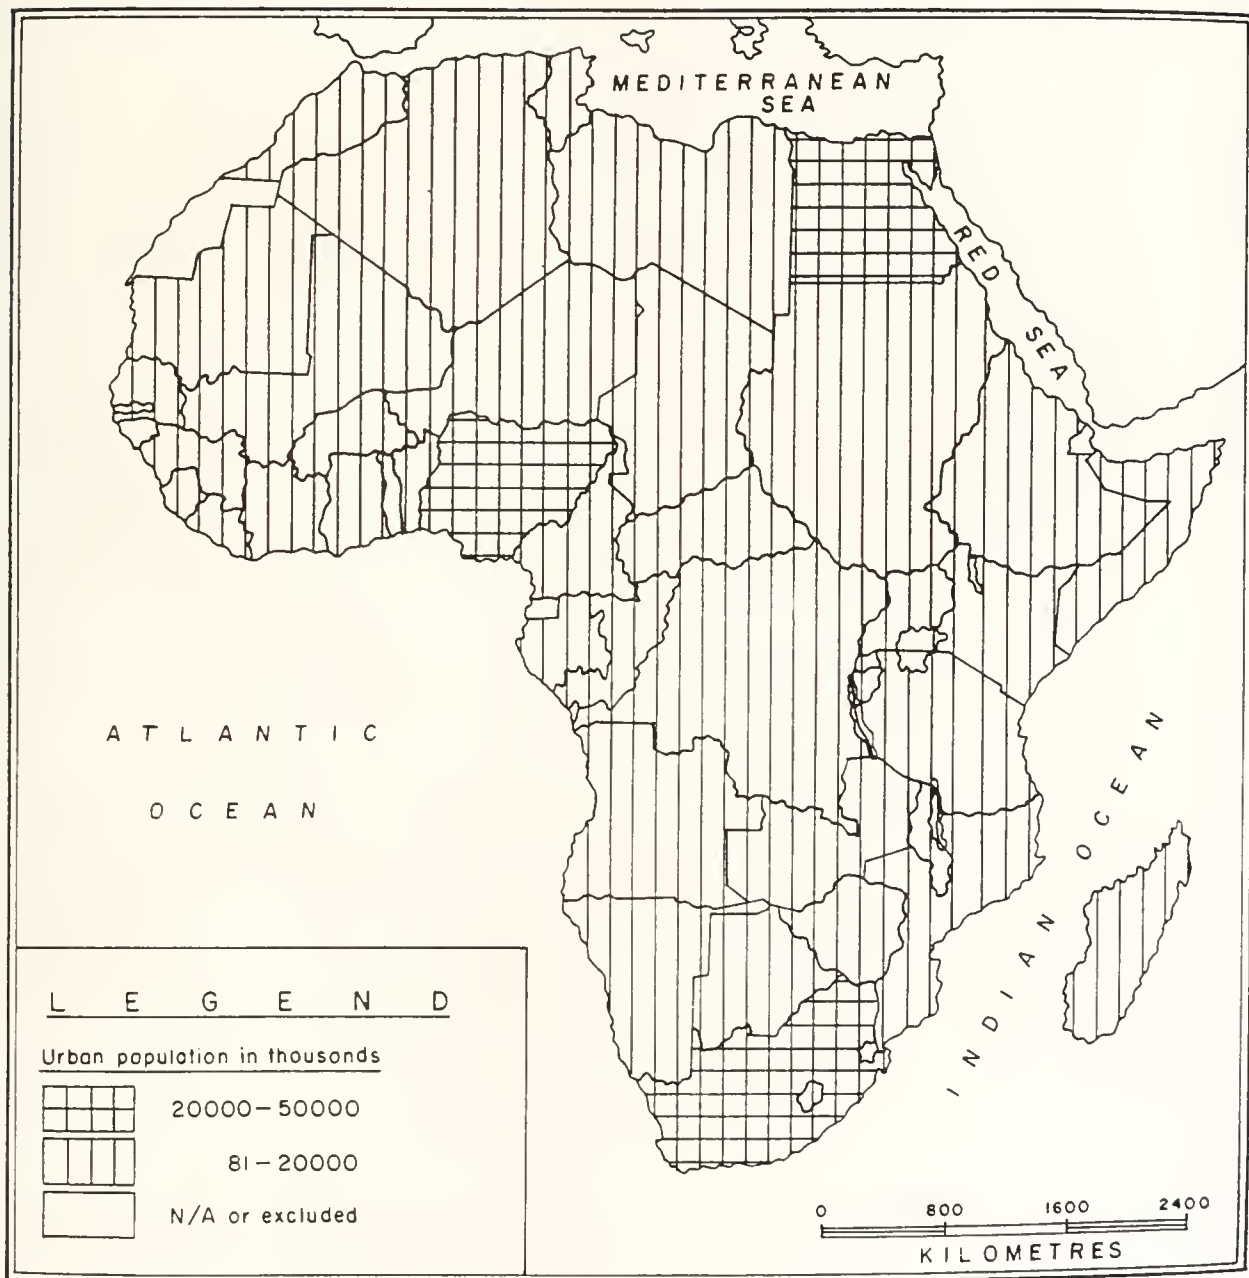 MEDITERRANEAN
SEA
RED SEA
ATLANTIC
OCEAN
INDIAN OCEAN
LEGEND
Urban population in thousands
20000-50000
81-20000
N/A or excluded
0 800 1600 2400
KILOMETRES